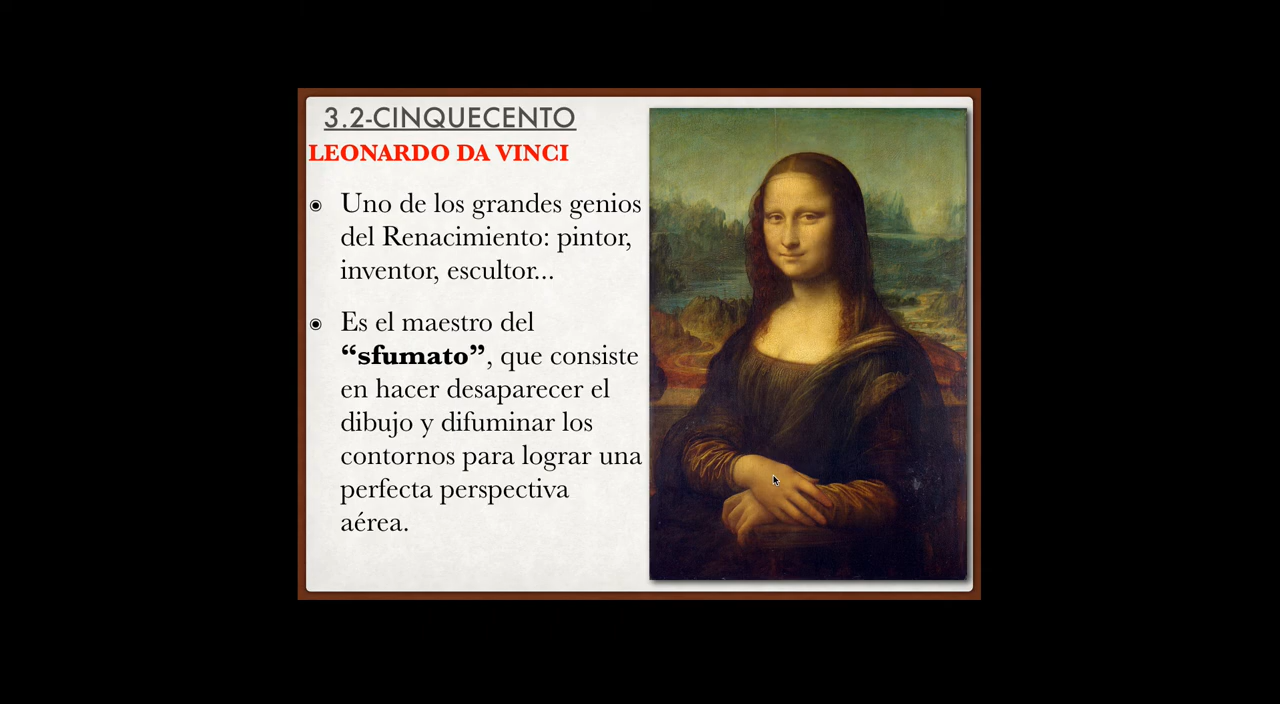 3.2-CINQUECENTO
LEONARDO DA VINCI
Uno de los grandes genios
del Renacimiento: pintor,
inventor, escultor...
Es el maestro del
“sfumato”, que consiste
en hacer desaparecer el
dibujo y difuminar los
contornos para lograr una
perfecta perspectiva
aérea.